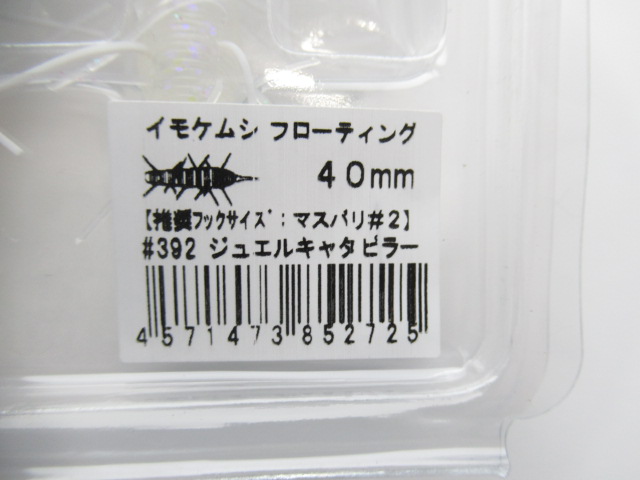 イモケムシ フローティング
40mm
【推奨フックサイズ:マスバリ#2】
#392 ジュエルキャタピラー
4571473852725